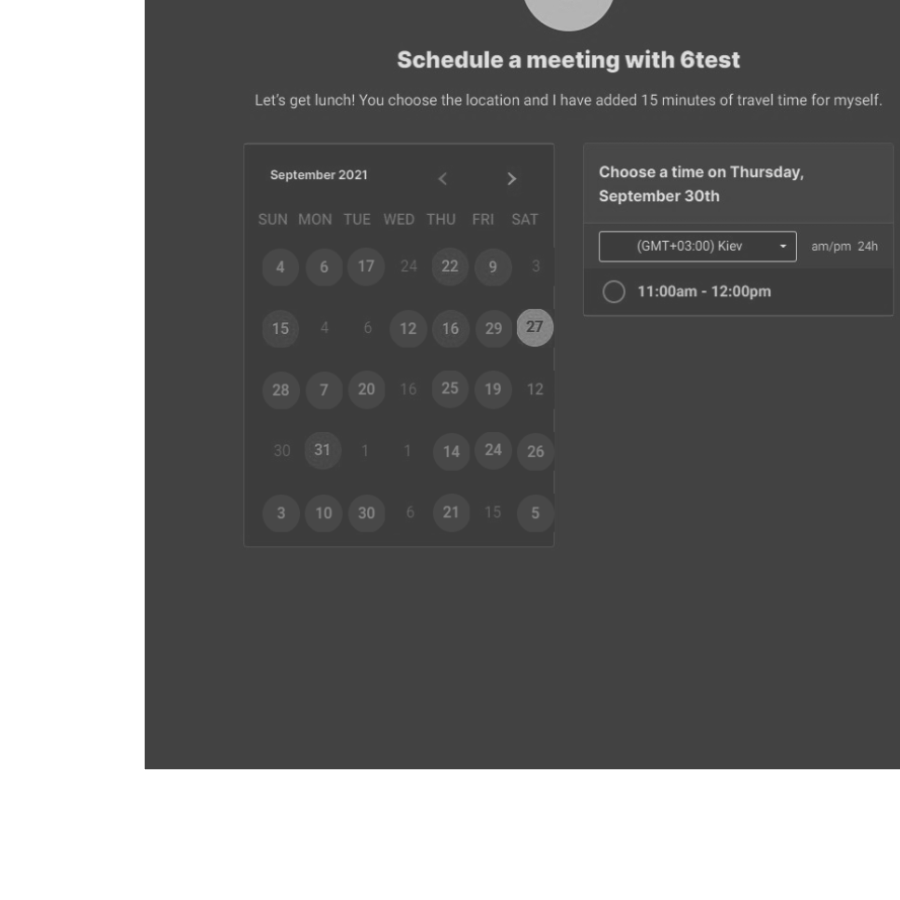 Schedule a meeting with 6test
Let's get lunch! You choose the location and I have added 15 minutes of travel time for myself.
September 2021
SUN MON TUE WED THU FRI SAT
4 6 17 24 22 9 3
15 4 6 12 16 29 27
28 7 20 16 25 19 12
30 31 1 1 14 24 26
3 10 30 6 21 15 5
Choose a time on Thursday,
September 30th
(GMT+03:00) Kiev am/pm 24h
11:00am - 12:00pm